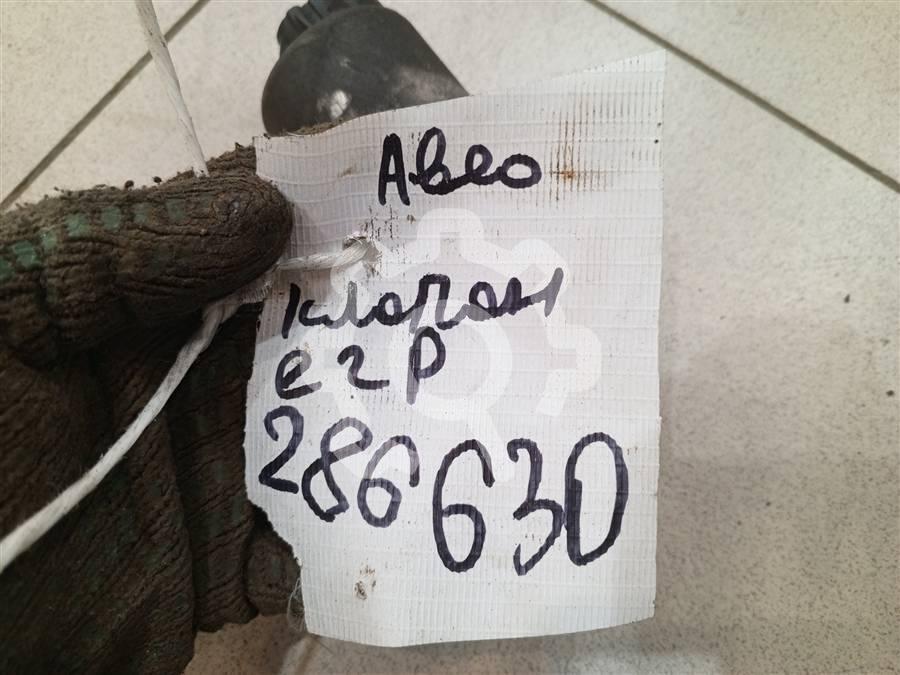 Авео
клапан
егр
286630